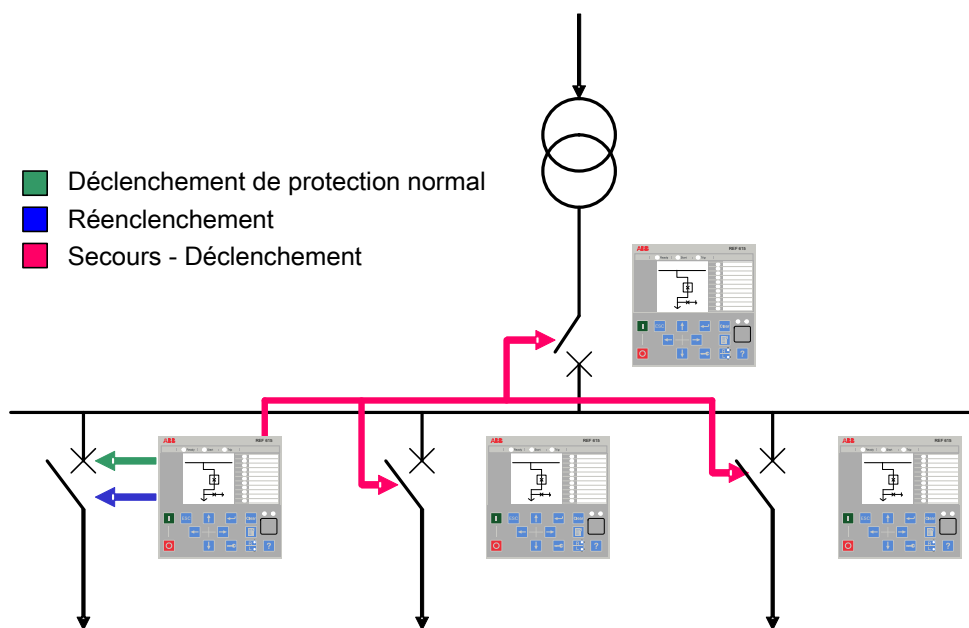 Déclenchement de protection normal
Réenclenchement
Secours - Déclenchement
ABB REF 615
ABB REF 615
ABB REF 615
ABB REF 615